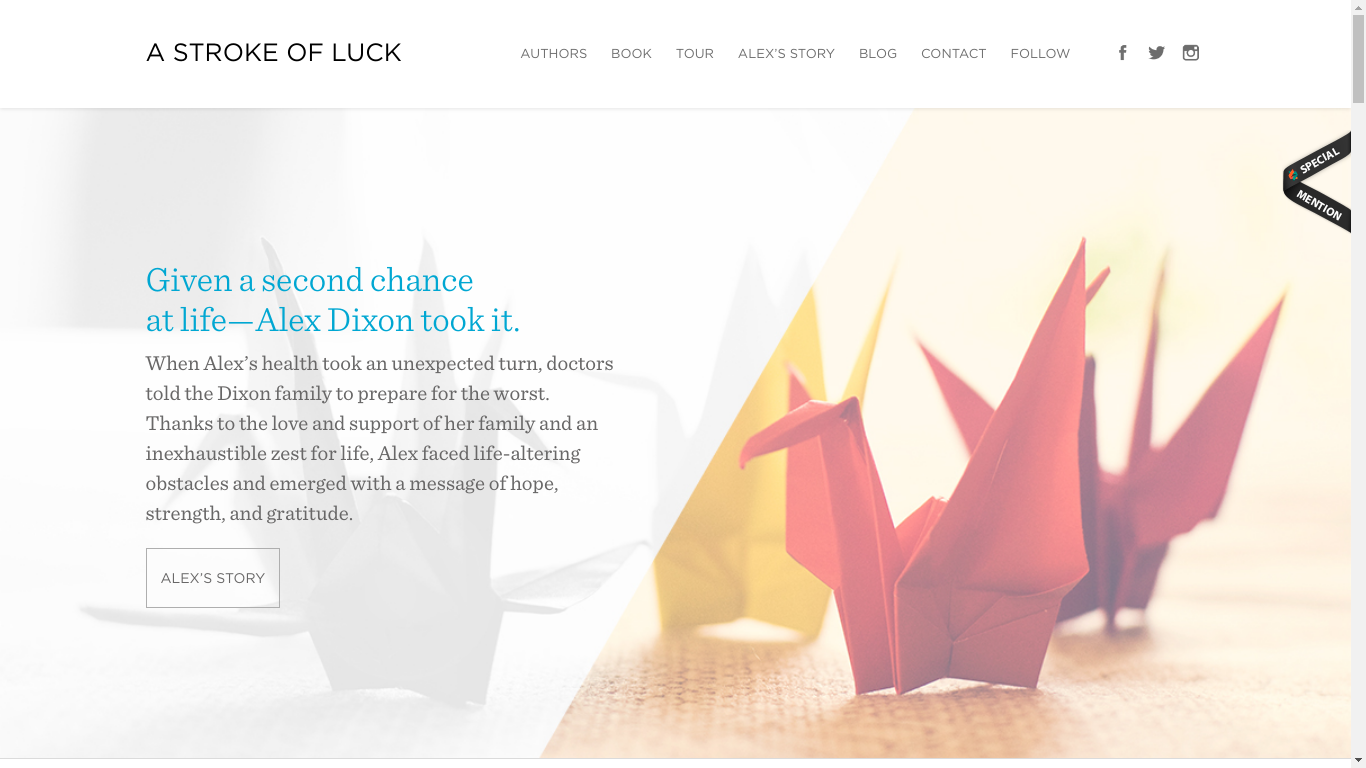 A STROKE OF LUCK
AUTHORS BOOK TOUR ALEX'S STORY BLOG CONTACT FOLLOW
SPECIAL
MENTION
Given a second chance
at life—Alex Dixon took it.
When Alex's health took an unexpected turn, doctors
told the Dixon family to prepare for the worst.
Thanks to the love and support of her family and an
inexhaustible zest for life, Alex faced life-altering
obstacles and emerged with a message of hope,
strength, and gratitude.
ALEX'S STORY